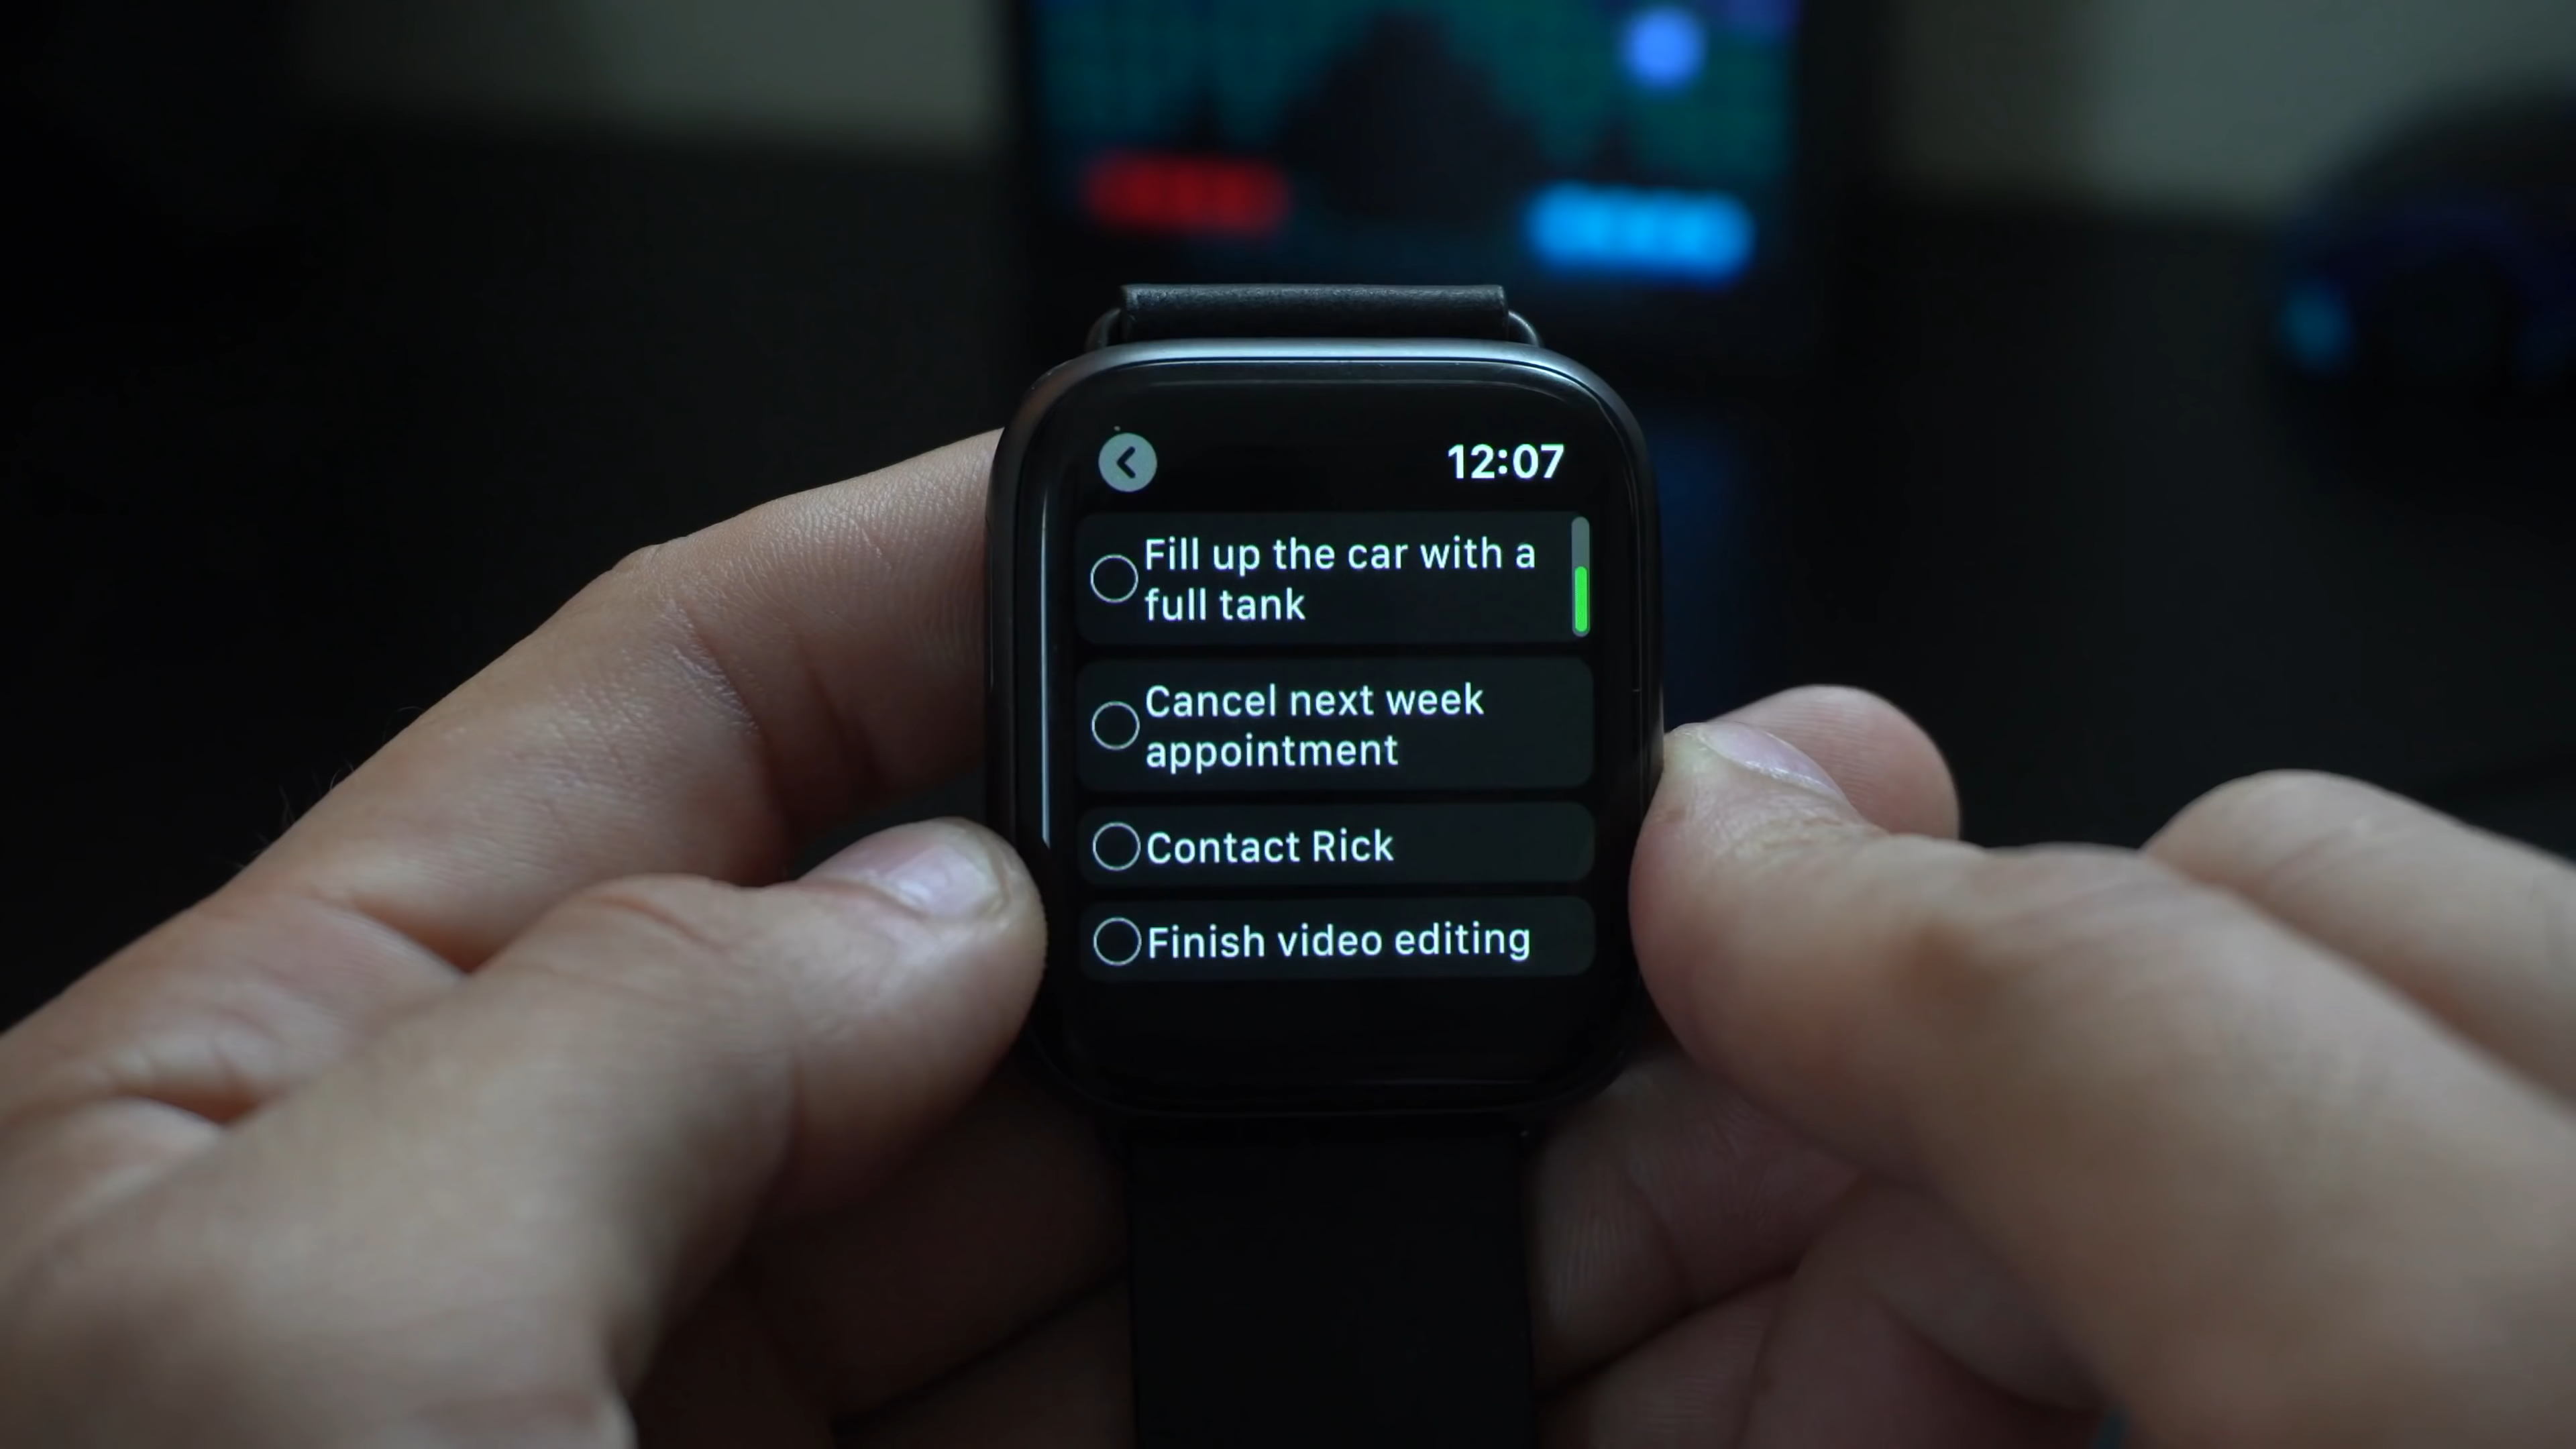 12:07
Fill up the car with a
full tank
Cancel next week
appointment
Contact Rick
Finish video editing